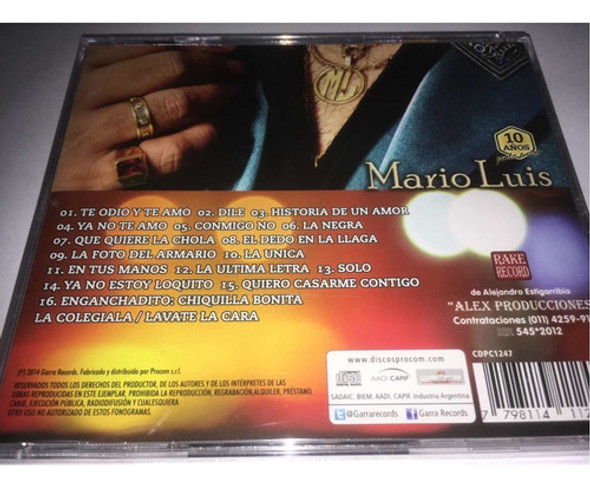 ML
10
AÑOS
Mario Luis
01. TE ODIO Y TE AMO 02. DILE 03. HISTORIA DE UN AMOR
04. YA NO TE AMO 05. CONMIGO NO 06. LA NEGRA
07. QUE QUIERE LA CHOLA 08. EL DEDO EN LA LLAGA
09. LA FOTO DEL ARMARIO 10. LA UNICA
11. EN TUS MANOS 12. LA ULTIMA LETRA 13. SOLO
14. YA NO ESTOY LOQUITO 15. QUIERO CASARME CONTIGO
16. ENGANCHADITO: CHIQUILLA BONITA
LA COLEGIALA / LAVATE LA CARA
RAKE
RECORD
de Alejandro Estigarribia
"ALEX PRODUCCIONES
Contrataciones (011) 4259-91
545*2012
CDPC1247
(P) 2014 Garra Records. Fabricado y distribuido por Procom s.r.l.
RESERVADOS TODOS LOS DERECHOS DEL PRODUCTOR, DE LOS AUTORES Y DE LOS INTÉRPRETES DE LAS
OBRAS REPRODUCIDAS EN ESTE EJEMPLAR. PROHIBIDA LA REPRODUCCIÓN, REGRABACIÓN,ALQUILER, PRÉSTAMO,
CANJE, EJECUCIÓN PÚBLICA, RADIODIFUSIÓN Y CUALESQUIERA
OTRO USO NO AUTORIZADO DE ESTOS FONOGRAMAS.
www.discosprocom.com
COMPACT
disc
DIGITAL AUDIO
AADI CAPIF
SADAIC. BIEM. AADI. CAPIF. Industria Argentina
@Garrarecords
Garra Records
7 798114 112